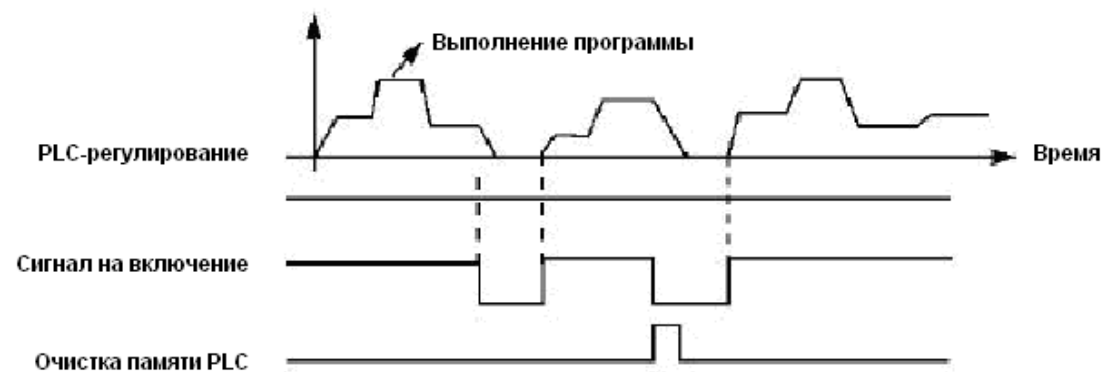 Выполнение программы
PLC-регулирование
Время
Сигнал на включение
Очистка памяти PLC